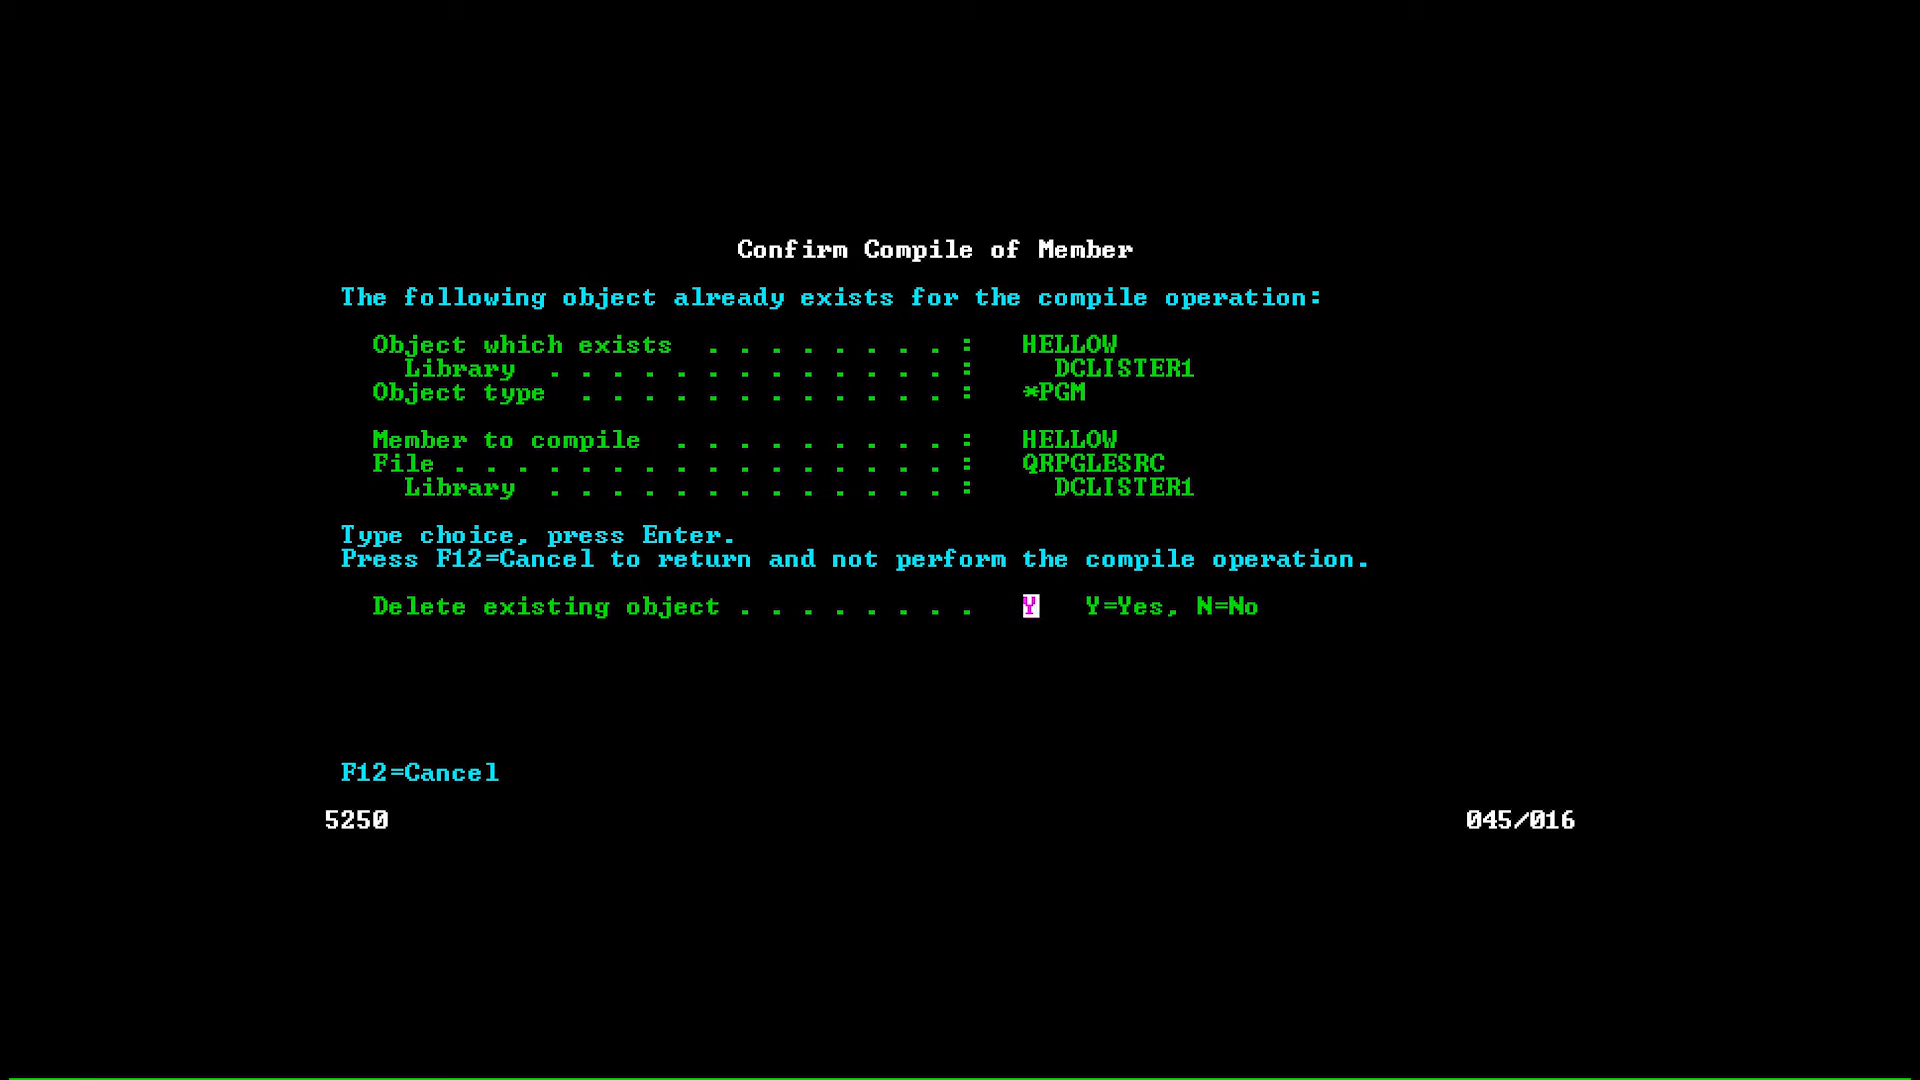 Confirm Compile of Member
The following object already exists for the compile operation:
Object which exists . . . . . . . . : HELLOW
Library . . . . . . . . . . . . . : DCLISTER1
Object type . . . . . . . . . . . . : *PGM
Member to compile . . . . . . . . . : HELLOW
File . . . . . . . . . . . . . . . . : QRPGLESRC
Library . . . . . . . . . . . . . : DCLISTER1
Type choice, press Enter.
Press F12=Cancel to return and not perform the compile operation.
Delete existing object . . . . . . . . Y Y=Yes, N=No
F12=Cancel
5250 045/016